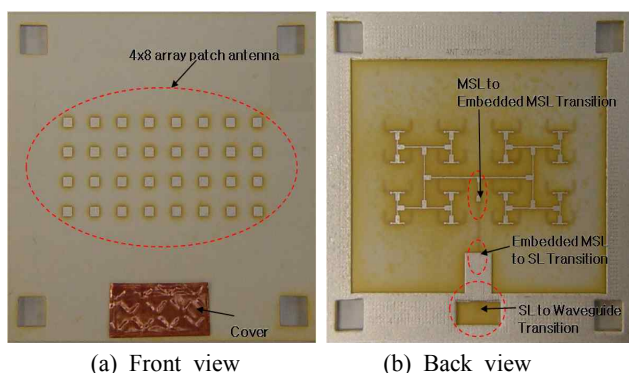 4x8 array patch antenna
Cover
MSL to
Embedded MSL Transition
Embedded MSL
to SL Transition
SL to Waveguide
Transition
(a) Front view
(b) Back view